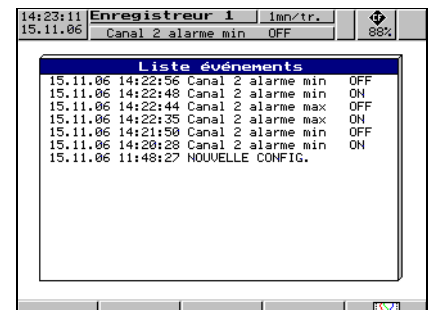 14:23:11 Enregistreur 1 1mn/tr.
15.11.06 Canal 2 alarme min OFF 88%
Liste événements
15.11.06 14:22:56 Canal 2 alarme min OFF
15.11.06 14:22:48 Canal 2 alarme min ON
15.11.06 14:22:44 Canal 2 alarme max OFF
15.11.06 14:22:35 Canal 2 alarme max ON
15.11.06 14:21:50 Canal 2 alarme min OFF
15.11.06 14:20:28 Canal 2 alarme min ON
15.11.06 11:48:27 NOUVELLE CONFIG.